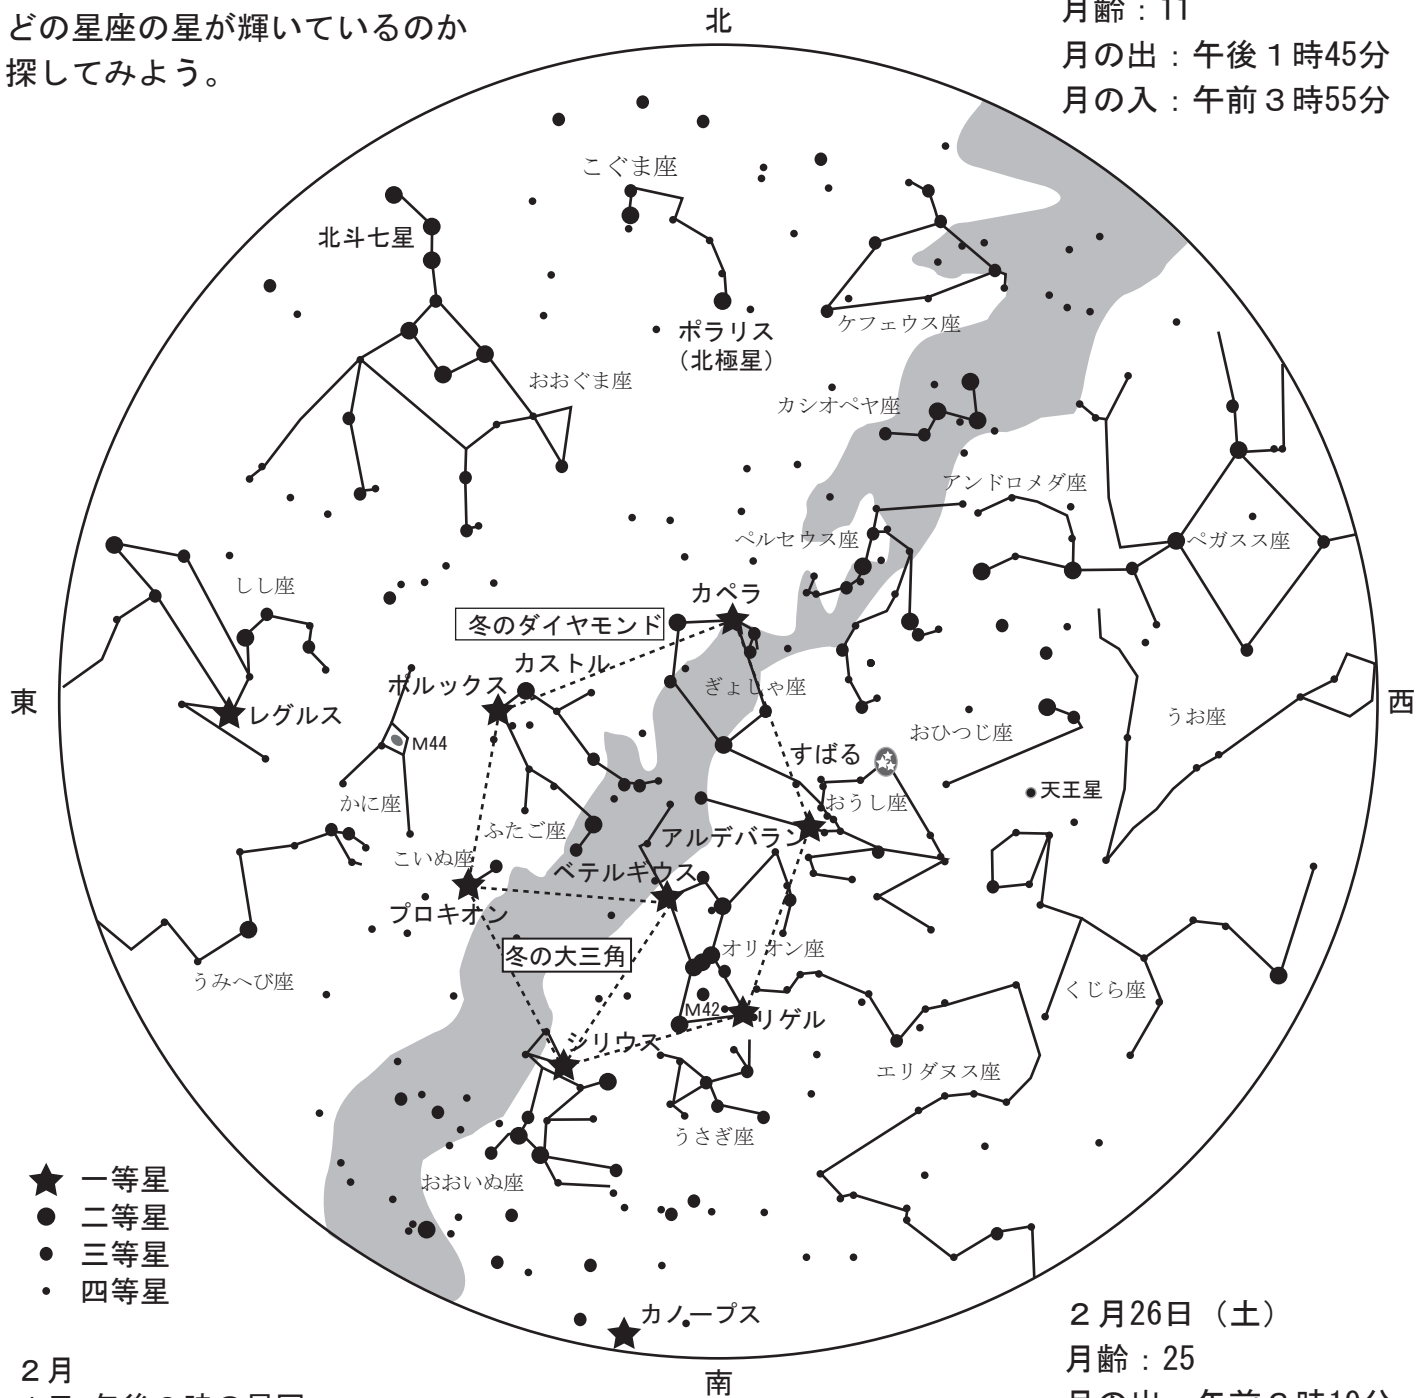 どの星座の星が輝いているのか
探してみよう。
北
月齢：11
月の出：午後１時45分
月の入：午前３時55分
こぐま座
北斗七星
ポラリス
（北極星）
ケフェウス座
おおぐま座
カシオペヤ座
アンドロメダ座
ペルセウス座
ペガスス座
しし座
カペラ
冬のダイヤモンド
カストル
ポルックス
ぎょしゃ座
東
西
レグルス
M44
すばる
おひつじ座
うお座
天王星
かに座
ふたご座
おうし座
アルデバラン
こいぬ座
ベテルギウス
プロキオン
冬の大三角
オリオン座
うみへび座
くじら座
M42
リゲル
シリウス
エリダヌス座
うさぎ座
おおいぬ座
一等星
二等星
三等星
四等星
カノープス
南
２月26日（土）
月齢：25
２月